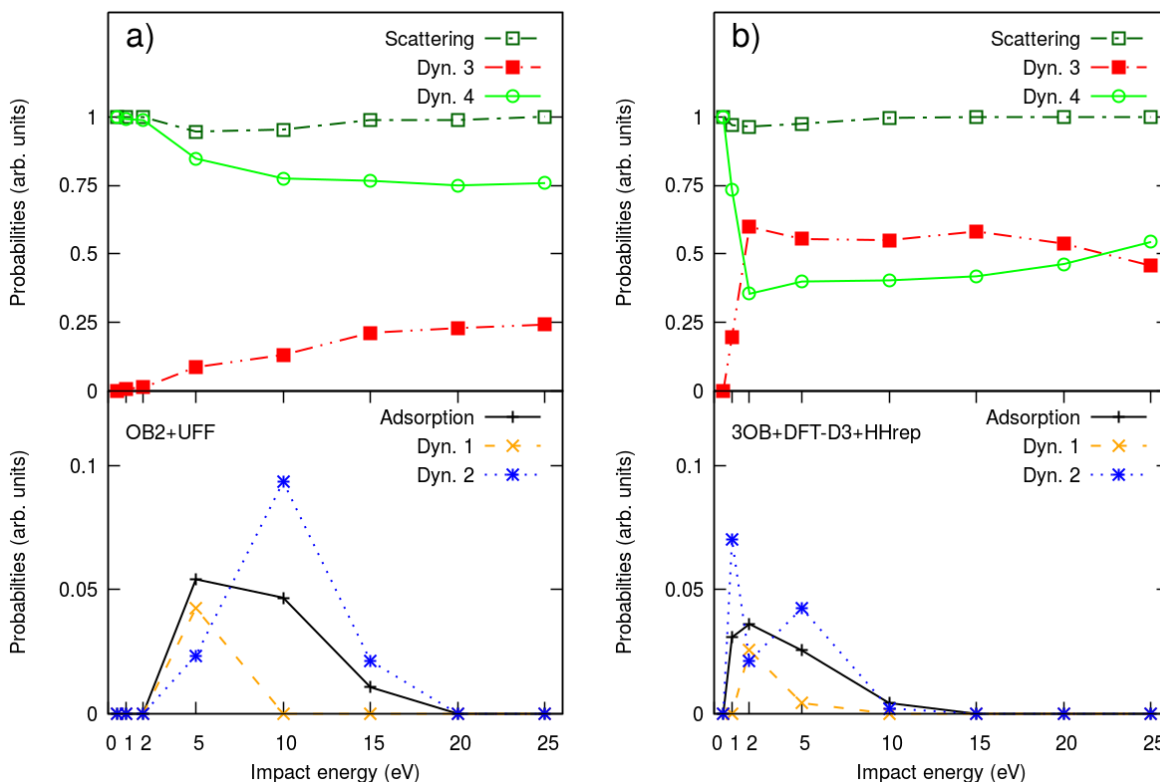 a)
Scattering
Dyn. 3
Dyn. 4
Probabilities (arb. units)
1
0.75
0.5
0.25
0
OB2+UFF
Adsorption
Dyn. 1
Dyn. 2
Probabilties (arb. units)
0.1
0.05
0
0 1 2 5 10 15 20 25
Impact energy (eV)
b)
Scattering
Dyn. 3
Dyn. 4
Probabilities (arb. units)
1
0.75
0.5
0.25
0
3OB+DFT-D3+HHrep
Adsorption
Dyn. 1
Dyn. 2
Probabilities (arb. units)
0.1
0.05
0
0 1 2 5 10 15 20 25
Impact energy (eV)